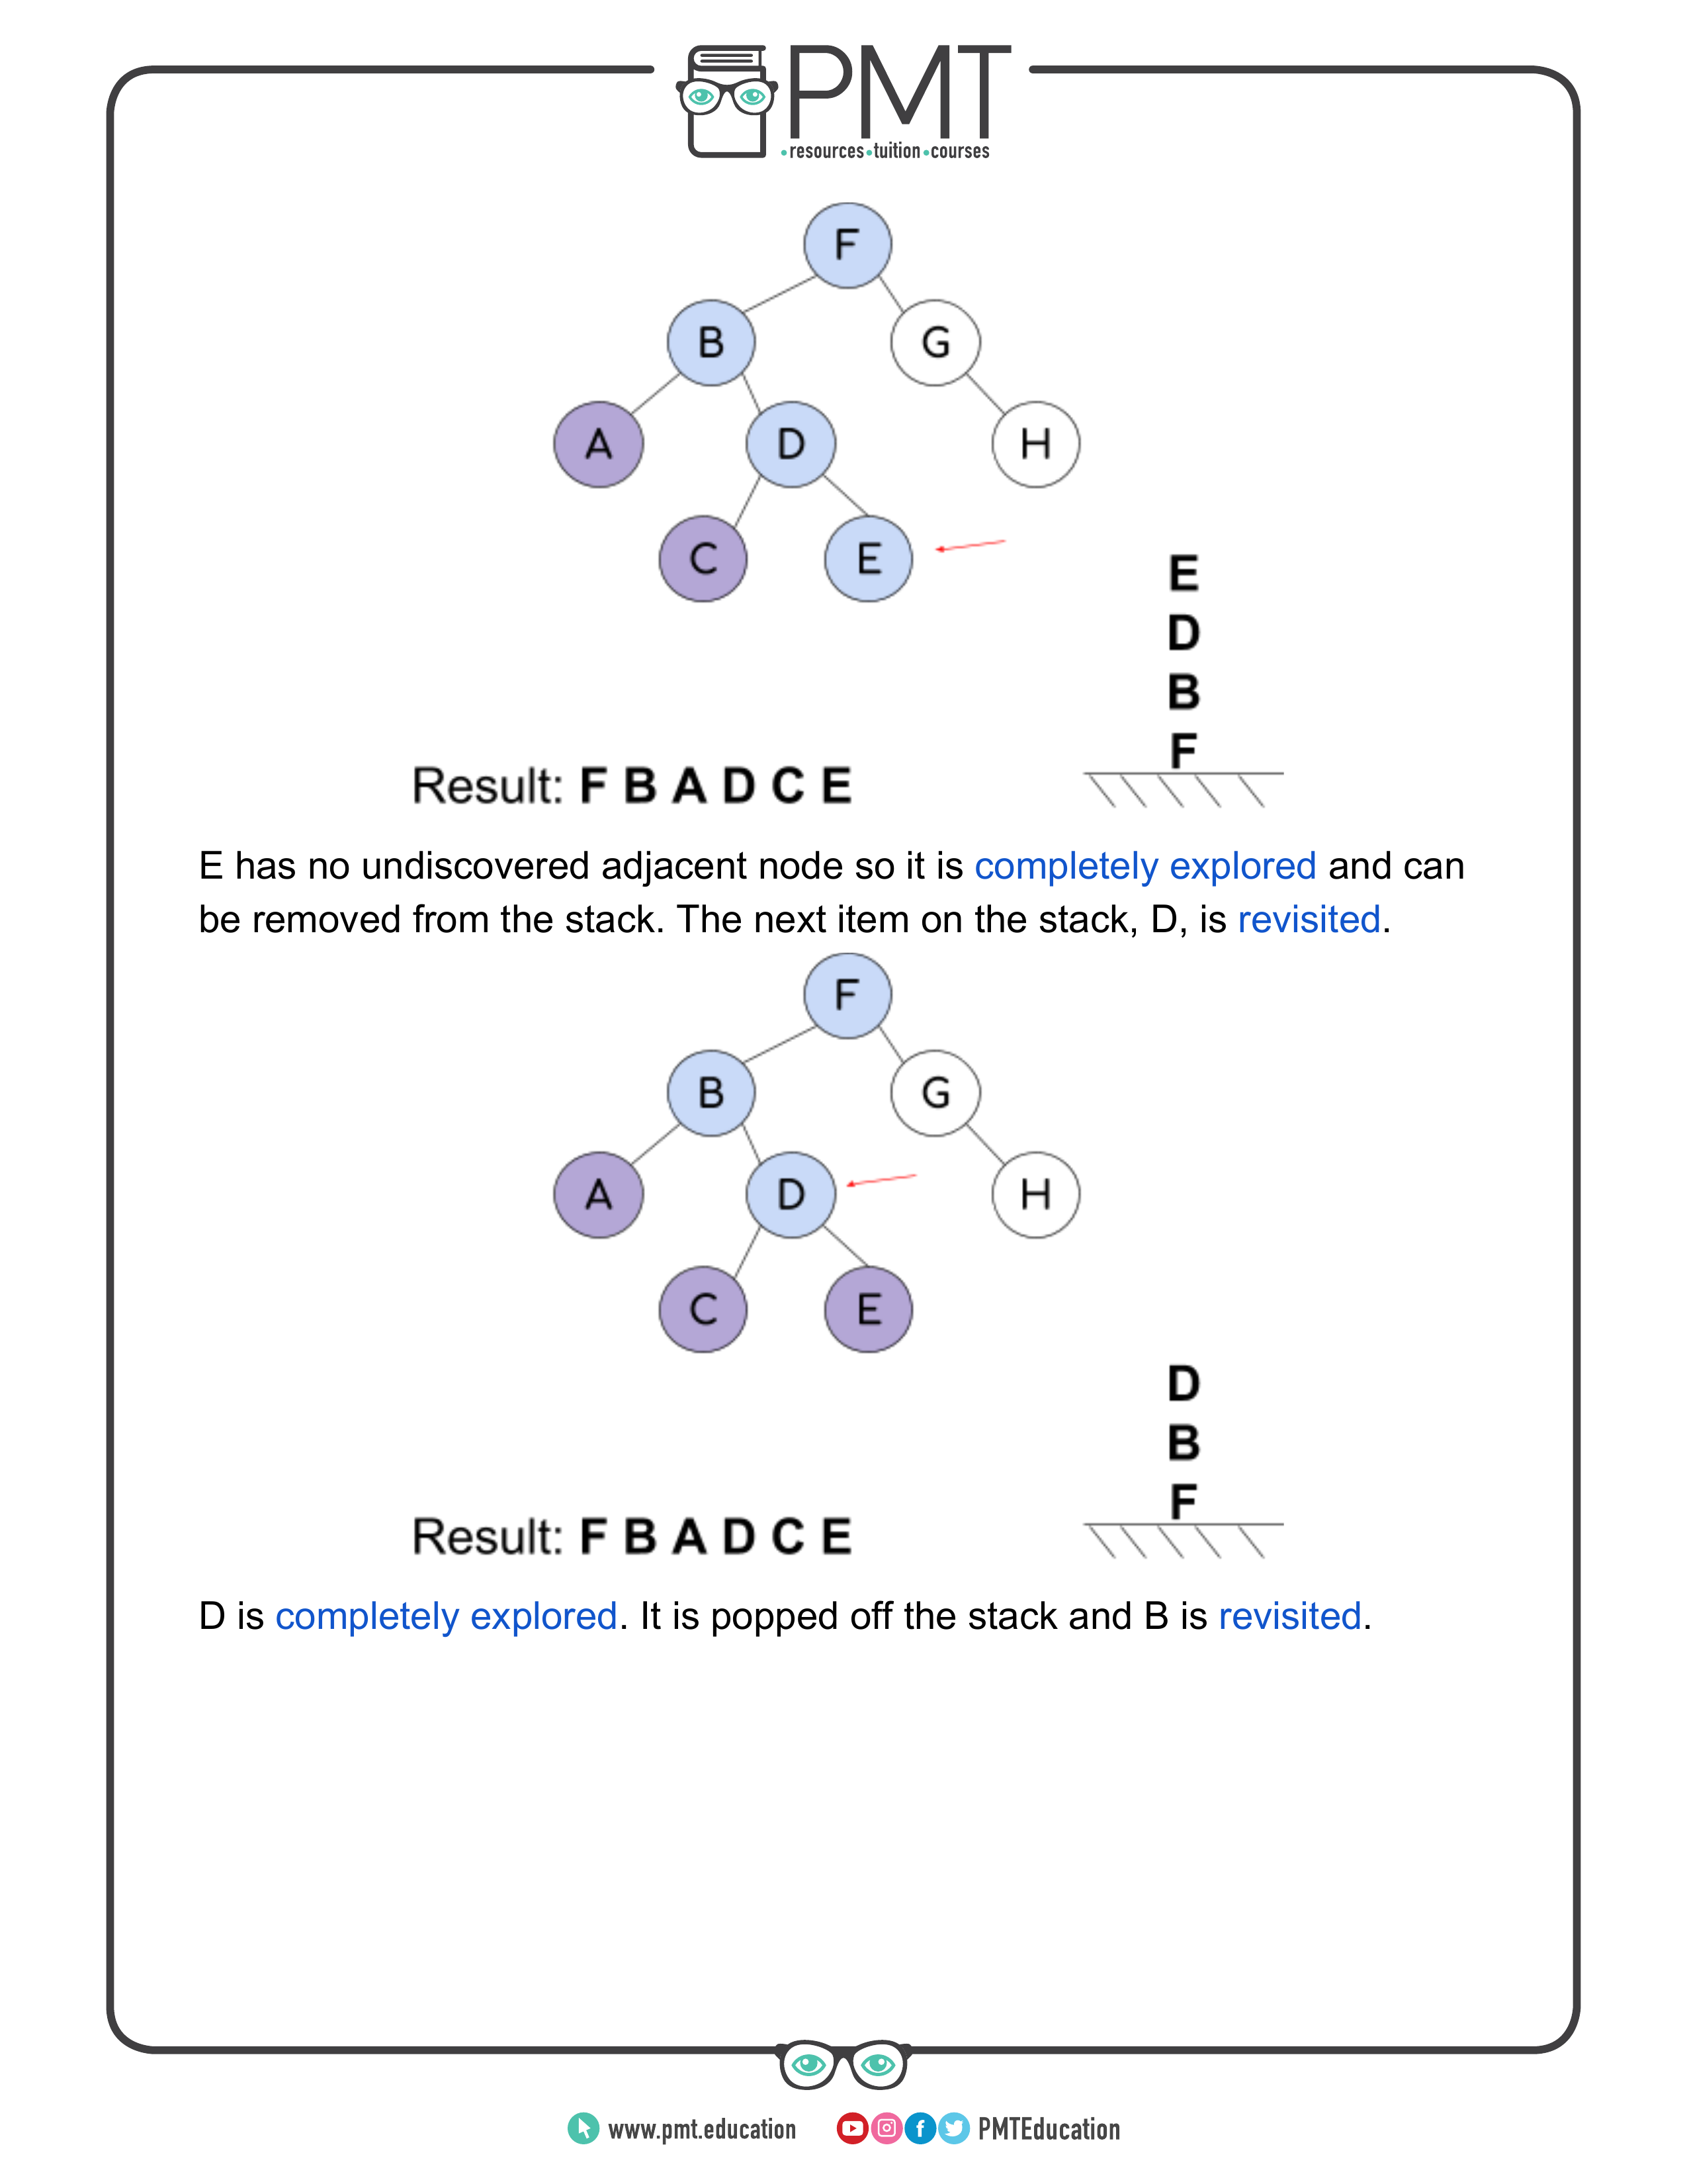 PMT
•resources•tuition•courses
F
B
G
A
D
H
C
E
E
D
B
F
Result: F B A D C E
E has no undiscovered adjacent node so it is completely explored and can
be removed from the stack. The next item on the stack, D, is revisited.
F
B
G
A
D
H
C
E
D
B
F
Result: F B A D C E
D is completely explored. It is popped off the stack and B is revisited.
www.pmt.education
PMTEducation